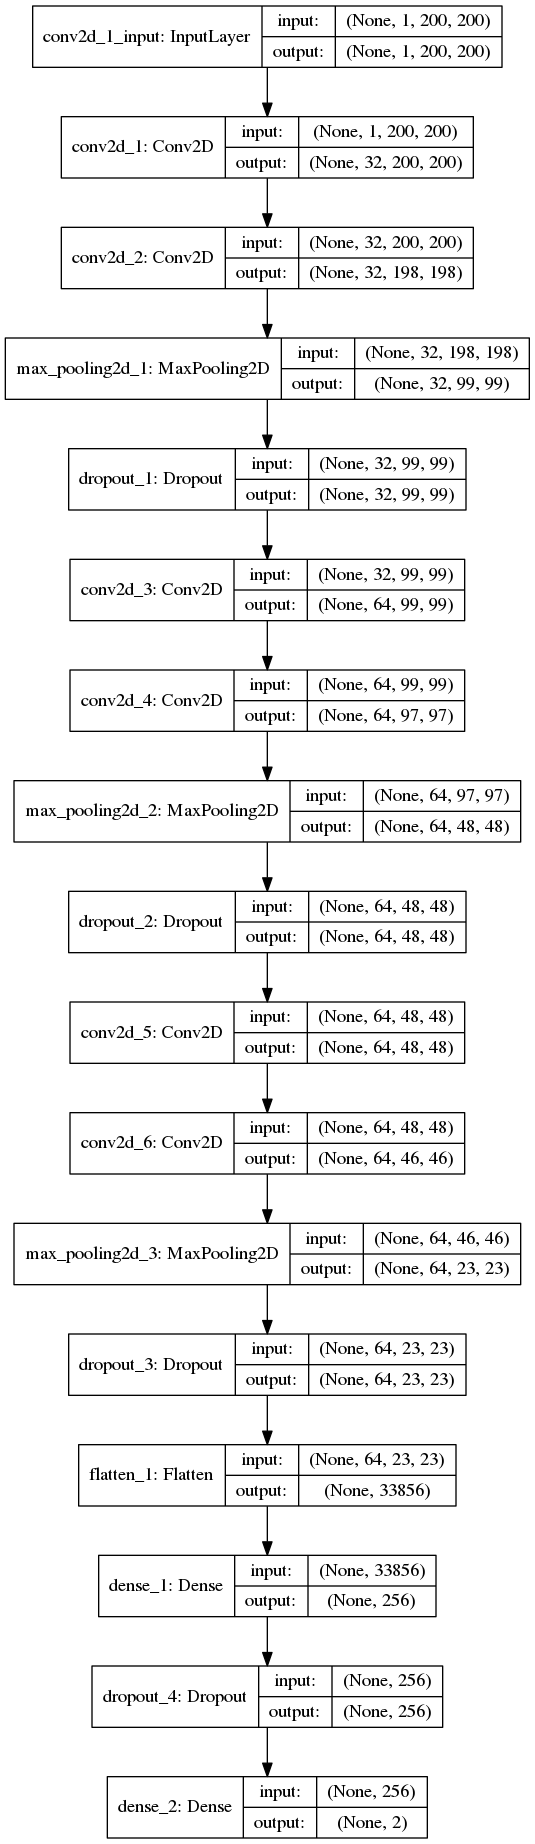 conv2d_1_input: InputLayer
input: (None, 1, 200, 200)
output: (None, 1, 200, 200)
conv2d_1: Conv2D
input: (None, 1, 200, 200)
output: (None, 32, 200, 200)
conv2d_2: Conv2D
input: (None, 32, 200, 200)
output: (None, 32, 198, 198)
max_pooling2d_1: MaxPooling2D
input: (None, 32, 198, 198)
output: (None, 32, 99, 99)
dropout_1: Dropout
input: (None, 32, 99, 99)
output: (None, 32, 99, 99)
conv2d_3: Conv2D
input: (None, 32, 99, 99)
output: (None, 64, 99, 99)
conv2d_4: Conv2D
input: (None, 64, 99, 99)
output: (None, 64, 97, 97)
max_pooling2d_2: MaxPooling2D
input: (None, 64, 97, 97)
output: (None, 64, 48, 48)
dropout_2: Dropout
input: (None, 64, 48, 48)
output: (None, 64, 48, 48)
conv2d_5: Conv2D
input: (None, 64, 48, 48)
output: (None, 64, 48, 48)
conv2d_6: Conv2D
input: (None, 64, 48, 48)
output: (None, 64, 46, 46)
max_pooling2d_3: MaxPooling2D
input: (None, 64, 46, 46)
output: (None, 64, 23, 23)
dropout_3: Dropout
input: (None, 64, 23, 23)
output: (None, 64, 23, 23)
flatten_1: Flatten
input: (None, 64, 23, 23)
output: (None, 33856)
dense_1: Dense
input: (None, 33856)
output: (None, 256)
dropout_4: Dropout
input: (None, 256)
output: (None, 256)
dense_2: Dense
input: (None, 256)
output: (None, 2)